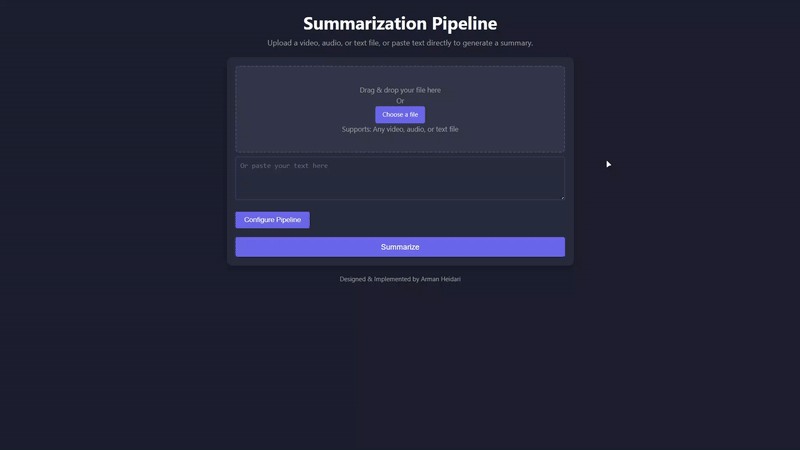 Summarization Pipeline
Upload a video, audio, or text file, or paste text directly to generate a summary.
Drag & drop your file here
Or
Choose a file
Supports: Any video, audio, or text file
Or paste your text here
Configure Pipeline
Summarize
Designed & Implemented by Arman Heidari